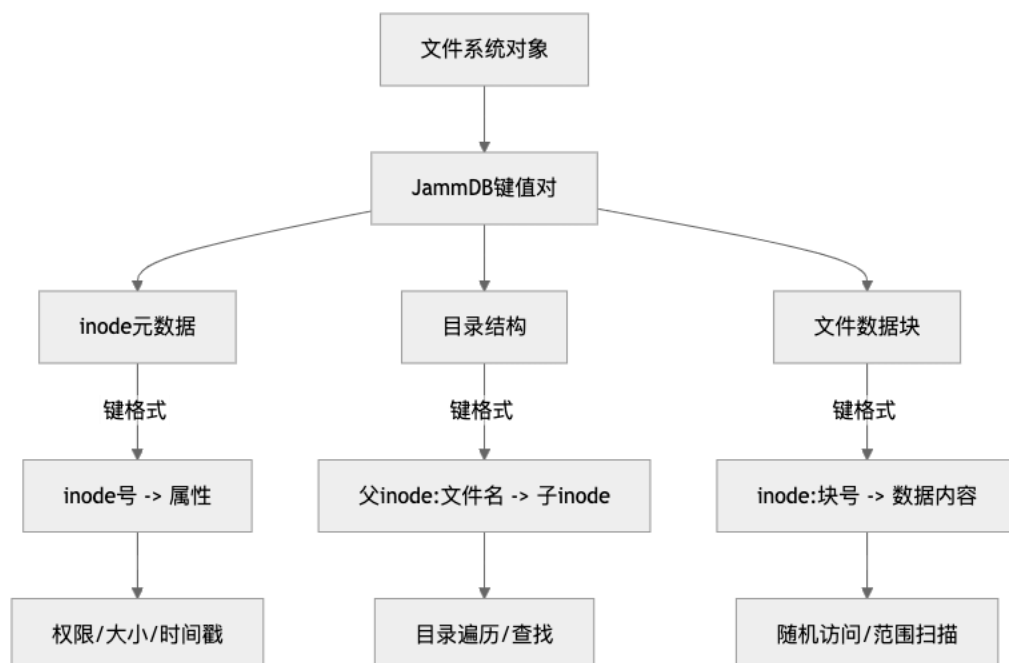 文件系统对象
JammDB键值对
inode元数据
目录结构
文件数据块
键格式
键格式
键格式
inode号 -> 属性
父inode:文件名 -> 子inode
inode:块号 -> 数据内容
权限/大小/时间戳
目录遍历/查找
随机访问/范围扫描